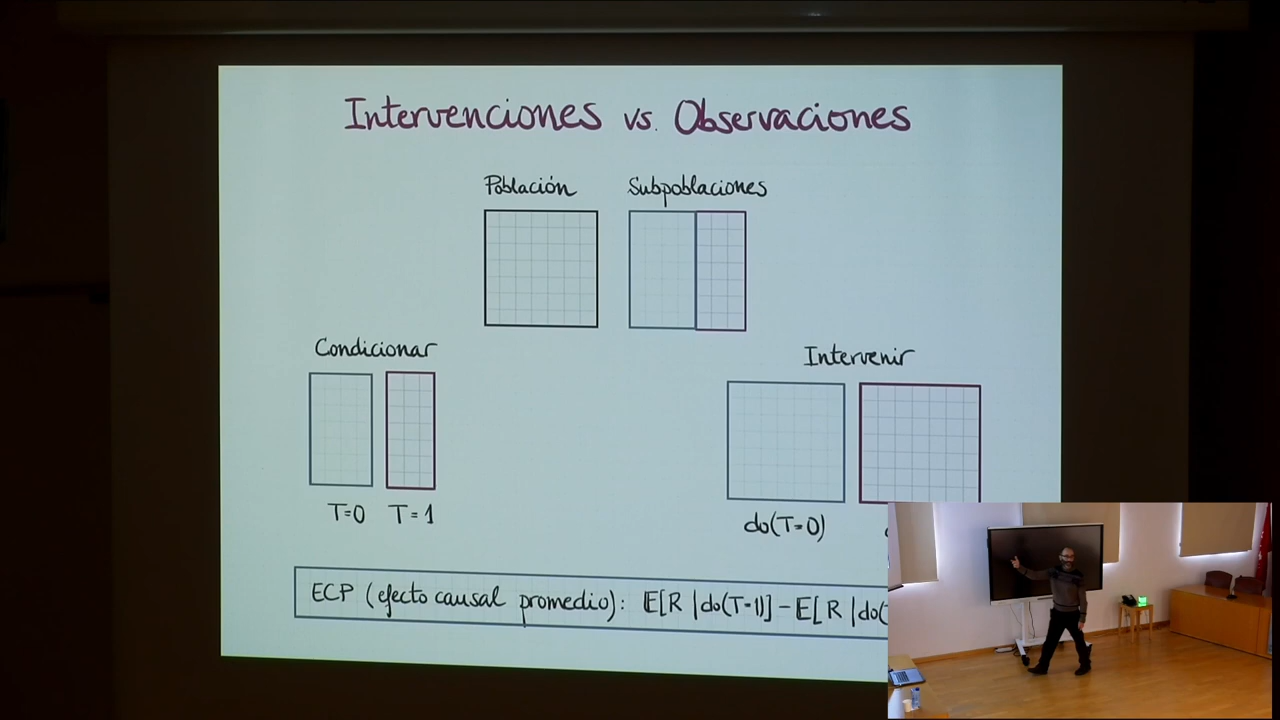 Intervenciones vs. Observaciones
Población
Subpoblaciones
Condicionar
Intervenir
T=0
T=1
do(T=0)
ECP (efecto causal promedio): E[R|do(T=1)] - E[R|do(